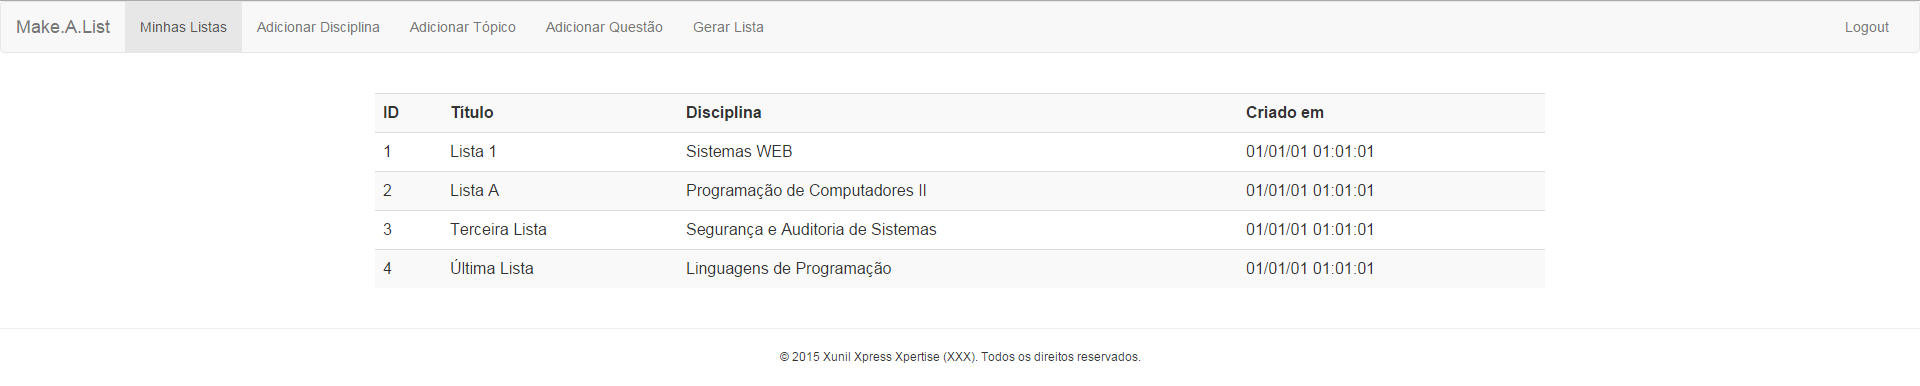 Make.A.List Minhas Listas Adicionar Disciplina Adicionar Tópico Adicionar Questão Gerar Lista Logout
ID Título Disciplina Criado em
1 Lista 1 Sistemas WEB 01/01/01 01:01:01
2 Lista A Programação de Computadores II 01/01/01 01:01:01
3 Terceira Lista Segurança e Auditoria de Sistemas 01/01/01 01:01:01
4 Última Lista Linguagens de Programação 01/01/01 01:01:01
© 2015 Xunil Xpress Xpertise (XXX). Todos os direitos reservados.